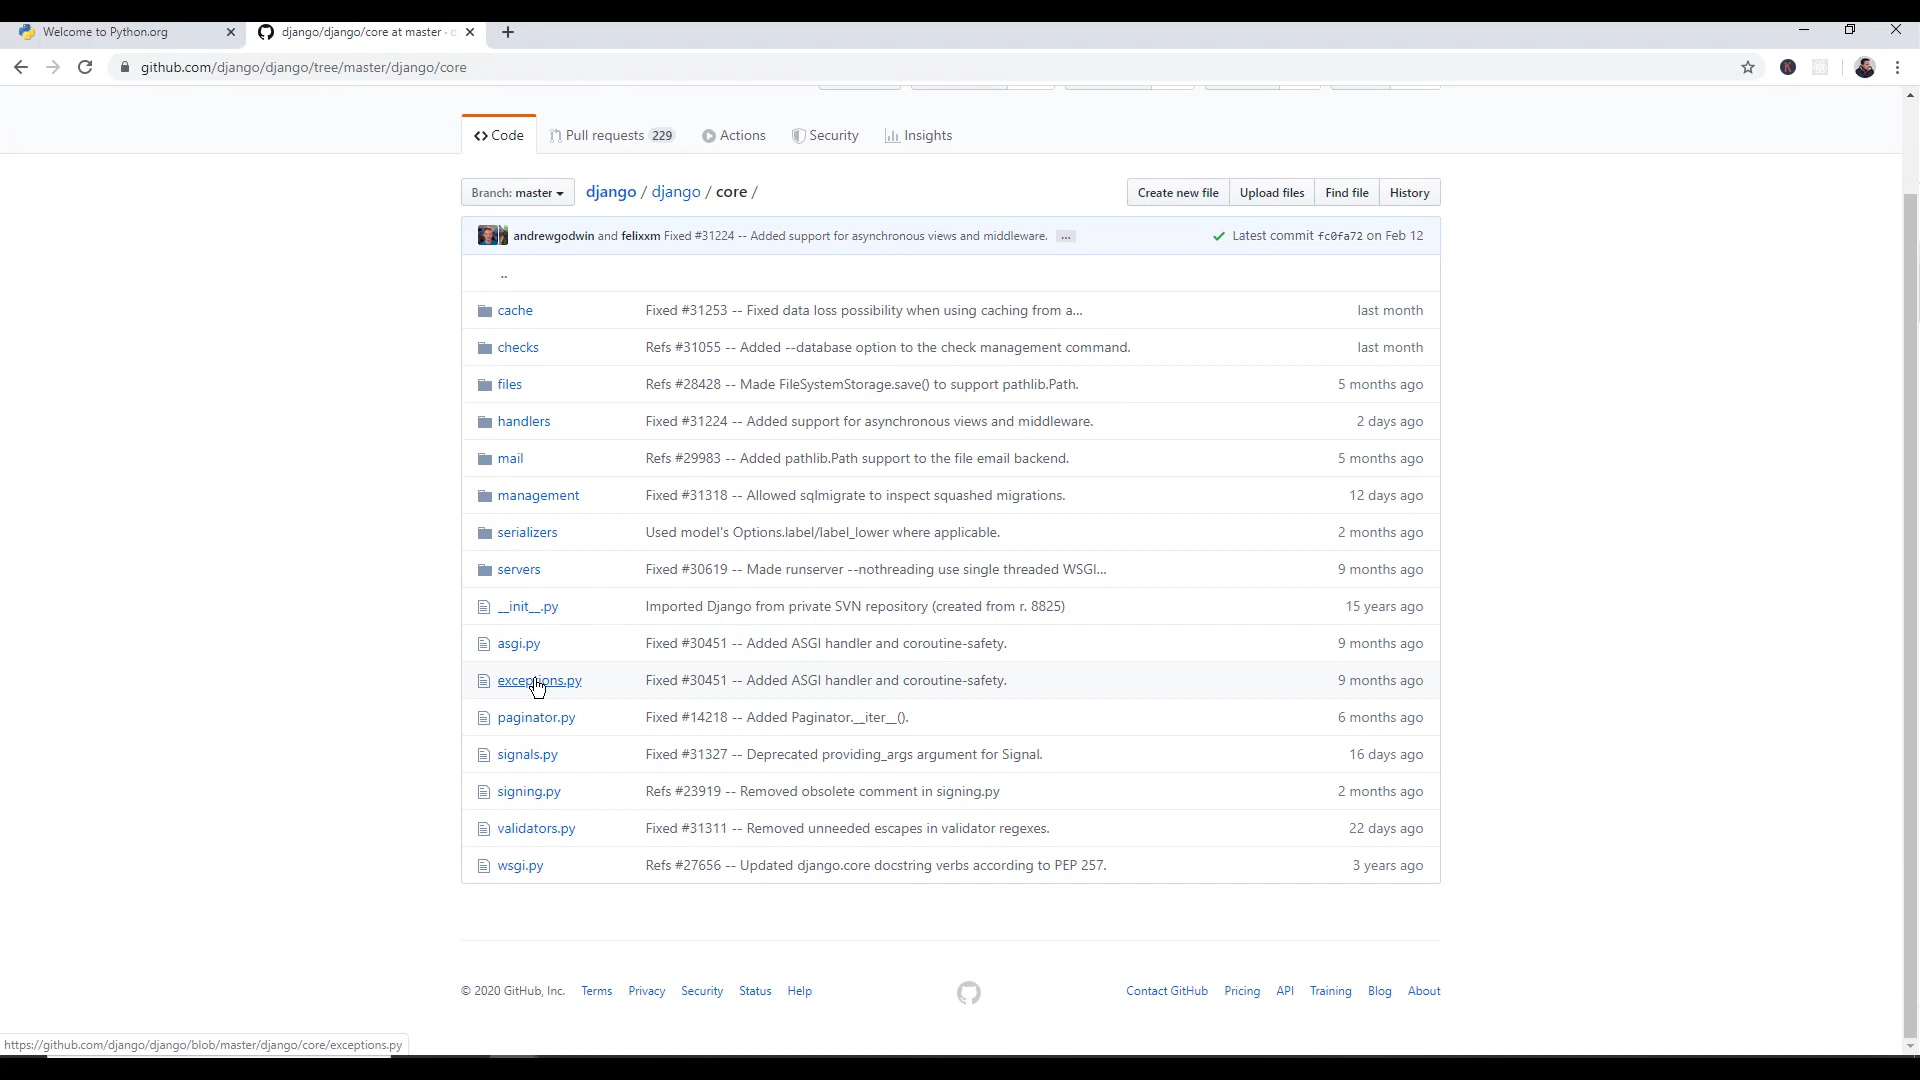 Welcome to Python.org
django/django/core at master · d
github.com/django/django/tree/master/django/core
K
Code
Pull requests 229
Actions
Security
Insights
Branch: master
django / django / core /
Create new file
Upload files
Find file
History
andrewgodwin and felixxm Fixed #31224 -- Added support for asynchronous views and middleware. ...
Latest commit fc0fa72 on Feb 12
..
cache Fixed #31253 -- Fixed data loss possibility when using caching from a... last month
checks Refs #31055 -- Added --database option to the check management command. last month
files Refs #28428 -- Made FileSystemStorage.save() to support pathlib.Path. 5 months ago
handlers Fixed #31224 -- Added support for asynchronous views and middleware. 2 days ago
mail Refs #29983 -- Added pathlib.Path support to the file email backend. 5 months ago
management Fixed #31318 -- Allowed sqlmigrate to inspect squashed migrations. 12 days ago
serializers Used model's Options.label/label_lower where applicable. 2 months ago
servers Fixed #30619 -- Made runserver --nothreading use single threaded WSGI... 9 months ago
__init__.py Imported Django from private SVN repository (created from r. 8825) 15 years ago
asgi.py Fixed #30451 -- Added ASGI handler and coroutine-safety. 9 months ago
exceptions.py Fixed #30451 -- Added ASGI handler and coroutine-safety. 9 months ago
paginator.py Fixed #14218 -- Added Paginator.__iter__(). 6 months ago
signals.py Fixed #31327 -- Deprecated providing_args argument for Signal. 16 days ago
signing.py Refs #23919 -- Removed obsolete comment in signing.py 2 months ago
validators.py Fixed #31311 -- Removed unneeded escapes in validator regexes. 22 days ago
wsgi.py Refs #27656 -- Updated django.core docstring verbs according to PEP 257. 3 years ago
© 2020 GitHub, Inc. Terms Privacy Security Status Help
Contact GitHub Pricing API Training Blog About
https://github.com/django/django/blob/master/django/core/exceptions.py